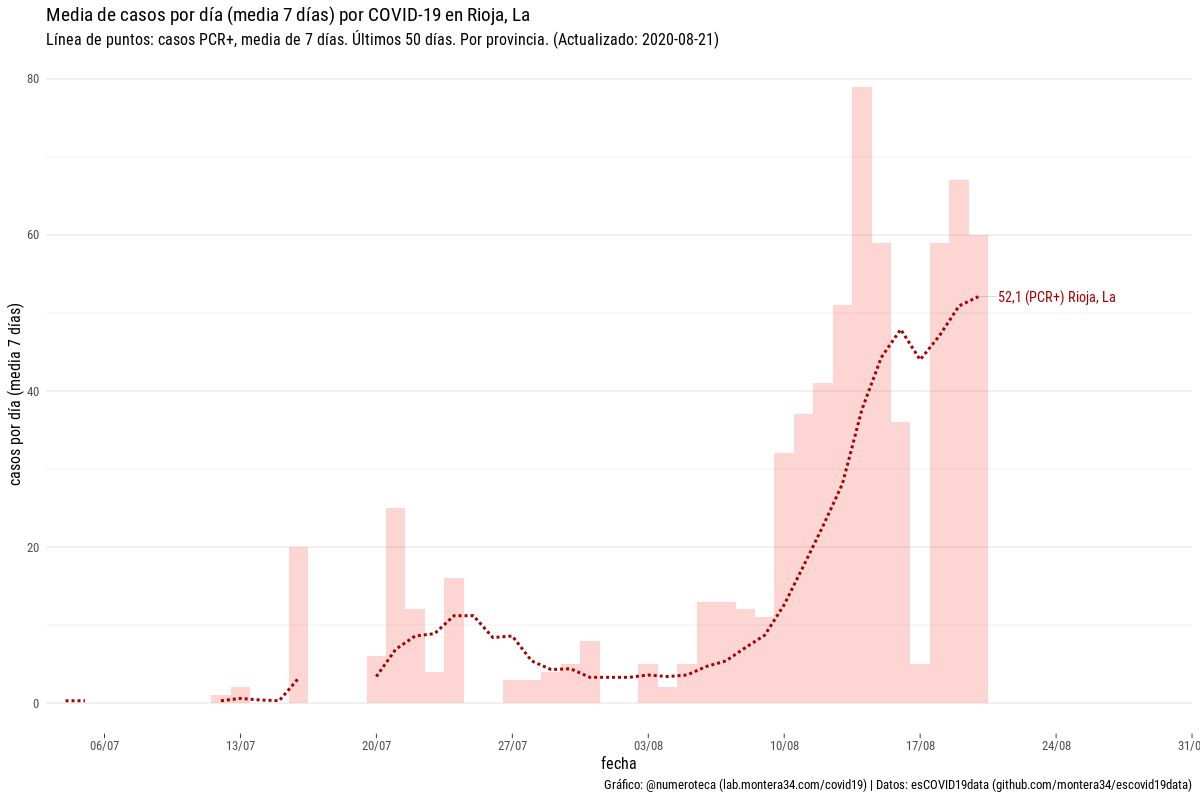 Media de casos por día (media 7 días) por COVID-19 en Rioja, La
Línea de puntos: casos PCR+, media de 7 días. Últimos 50 días. Por provincia. (Actualizado: 2020-08-21)
casos por día (media 7 días)
80
60
40
20
0
52,1 (PCR+) Rioja, La
06/07 13/07 20/07 27/07 03/08 10/08 17/08 24/08 31/0
fecha
Gráfico: @numeroteca (lab.montera34.com/covid19) | Datos: esCOVID19data (github.com/montera34/escovid19data)